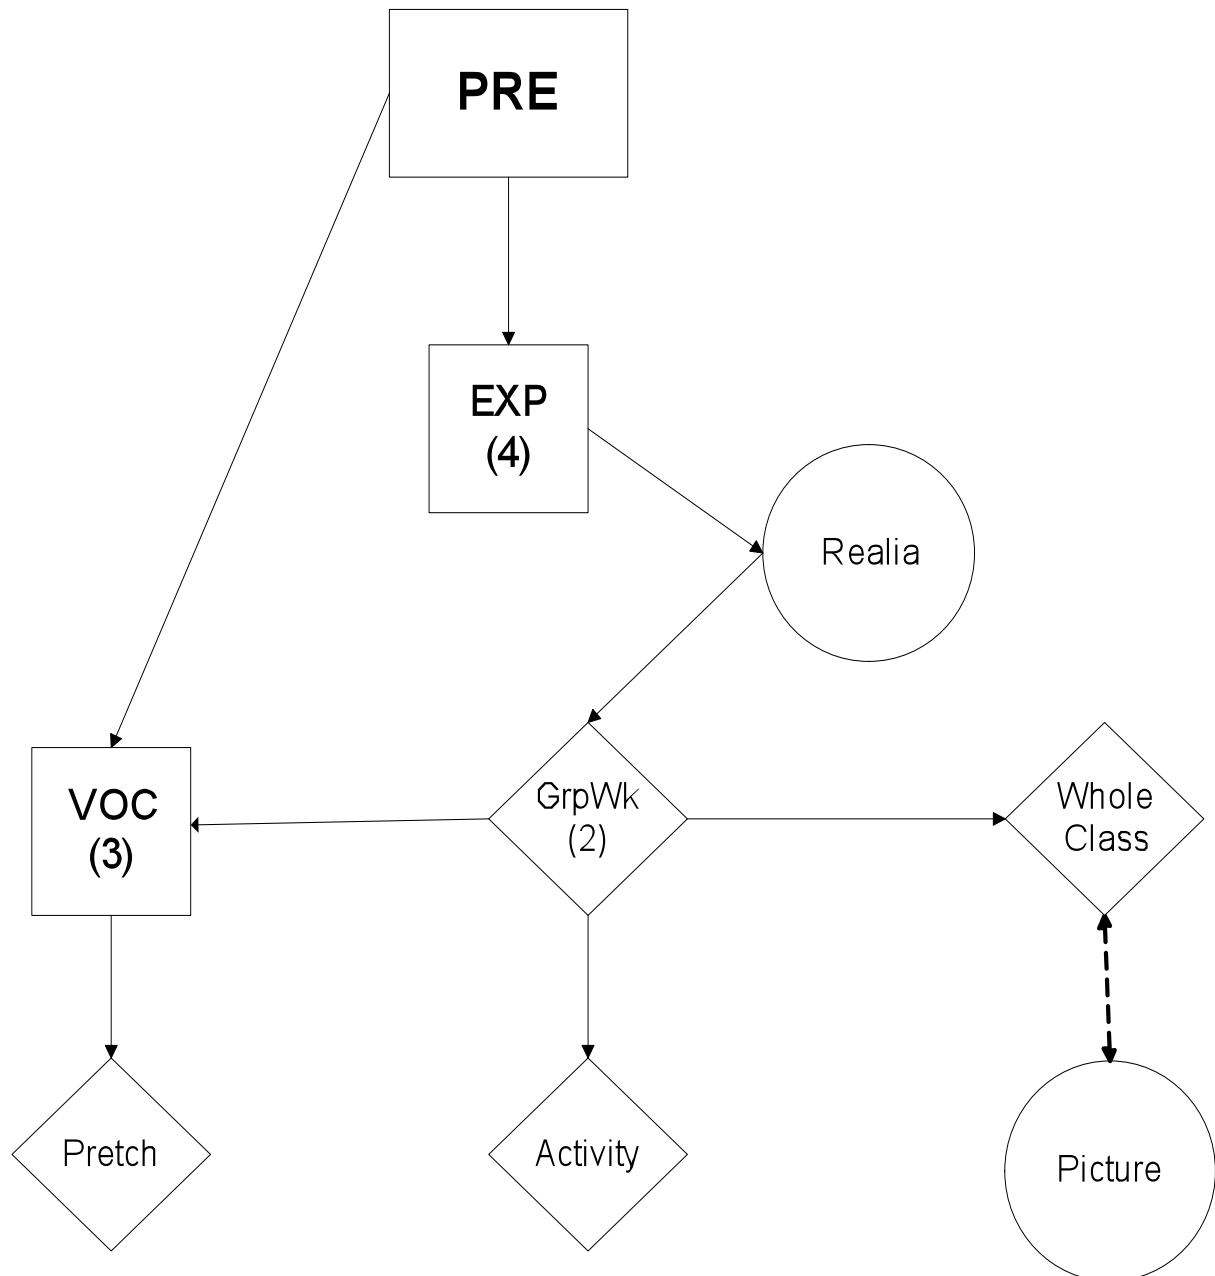 PRE
EXP
(4)
Realia
VOC
(3)
GrpWk
(2)
Whole
Class
Pretch
Activity
Picture